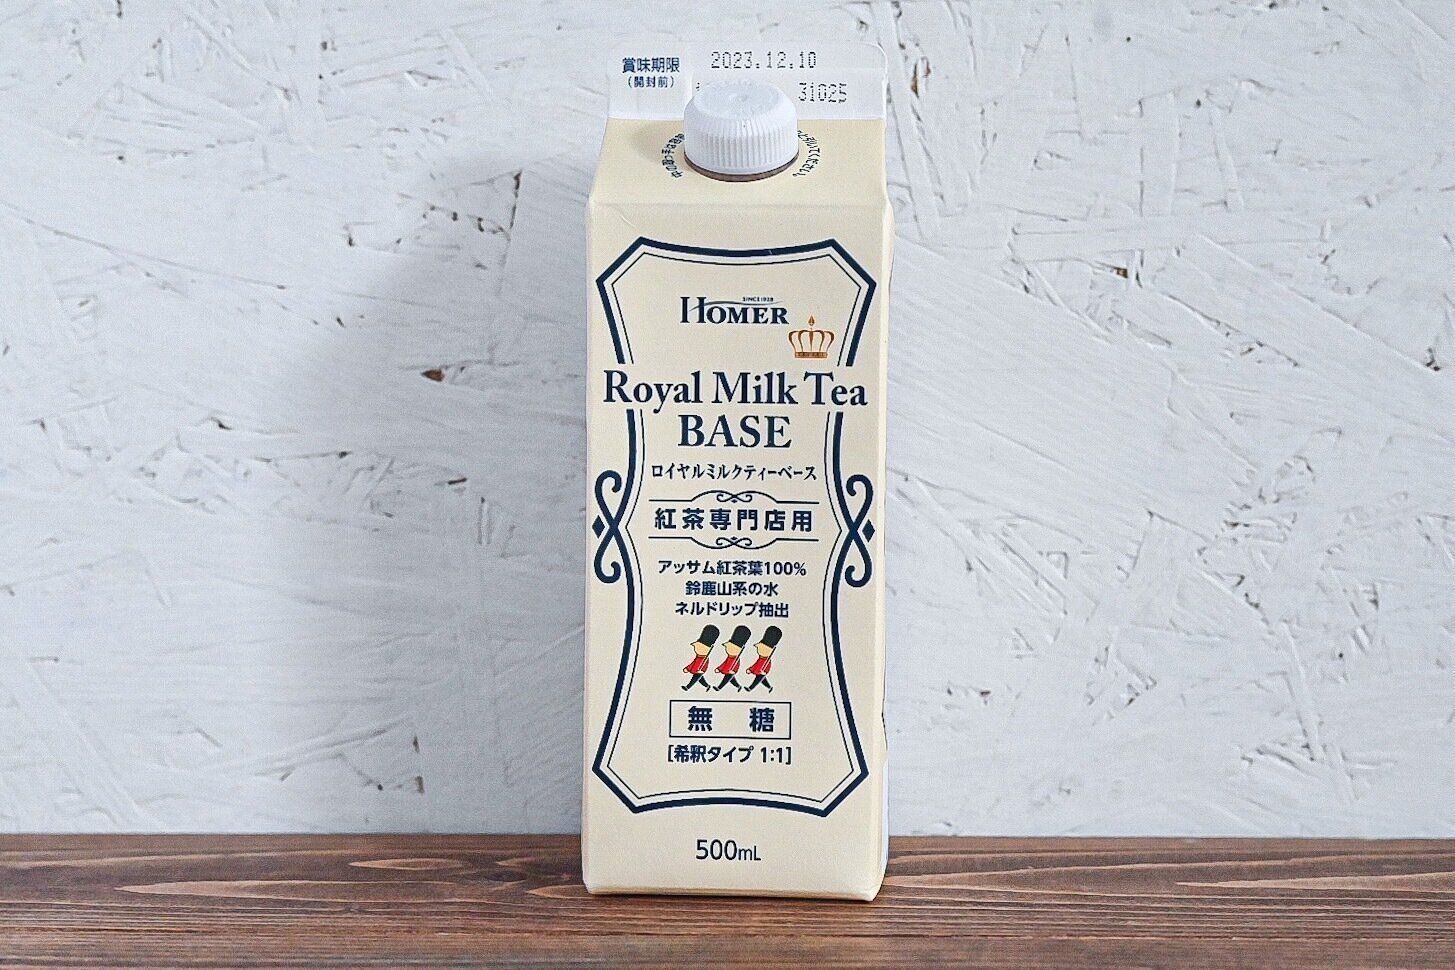 賞味期限
(開封前)
2023.12.10
31025
SINCE 1928
HOMER
Royal Milk Tea
BASE
ロイヤルミルクティーベース
紅茶専門店用
アッサム紅茶葉100%
鈴鹿山系の水
ネルドリップ抽出
無 糖
[希釈タイプ 1:1]
500mL